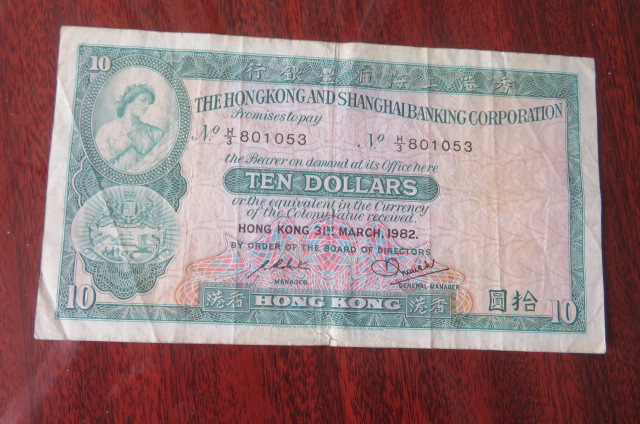 10
行銀豐滙海上港香
THE HONGKONG AND SHANGHAI BANKING CORPORATION
Promises to pay
Nº H/3 801053 Nº H/3 801053
the Bearer on demand at its Office here
TEN DOLLARS
or the equivalent in the Currency
of the Colony Value received.
HONG KONG 31ST MARCH, 1982.
BY ORDER OF THE BOARD OF DIRECTORS
MANAGER GENERAL MANAGER
10 港香 HONG KONG 港香 圓拾 10